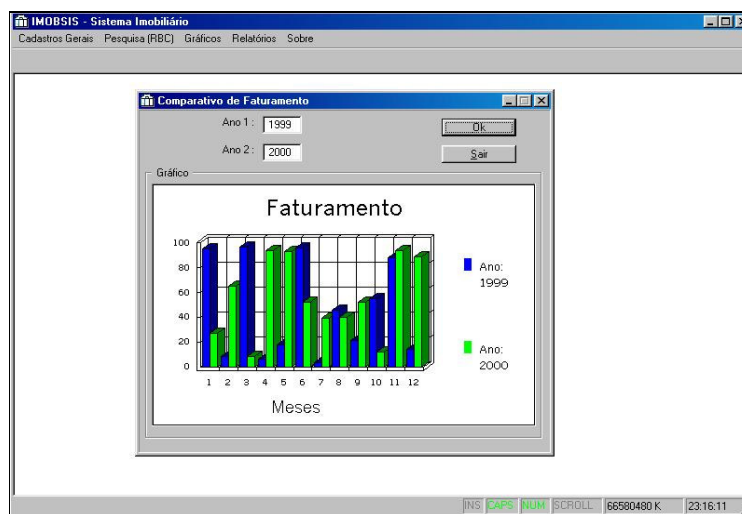 IMOBSIS - Sistema Imobiliário
Cadastros Gerais Pesquisa (RBC) Gráficos Relatórios Sobre
Comparativo de Faturamento
Ano 1 : 1999
Ok
Ano 2 : 2000
Sair
Gráfico
Faturamento
100
80
60
40
20
0
1 2 3 4 5 6 7 8 9 10 11 12
Meses
Ano:
1999
Ano:
2000
INS CAPS NUM SCROLL 66580480 K 23:16:11